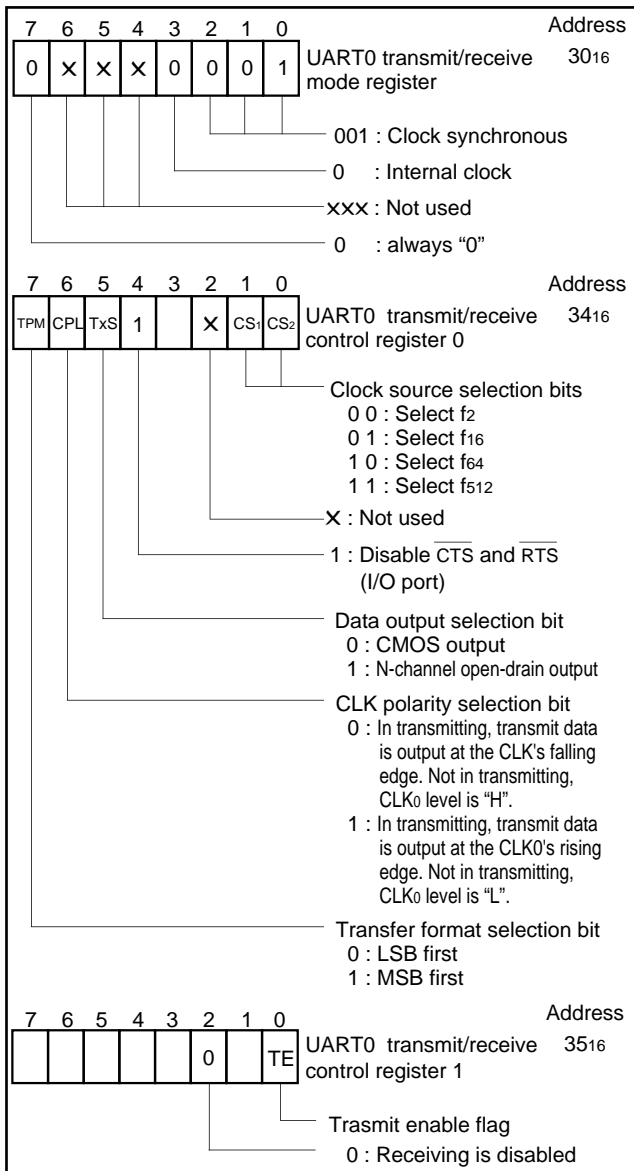 7 6 5 4 3 2 1 0 Address
0 × × × 0 0 0 1 UART0 transmit/receive 3016
mode register
001 : Clock synchronous
0 : Internal clock
××× : Not used
0 : always “0”
7 6 5 4 3 2 1 0 Address
TPM CPL TxS 1 × CS1 CS2 UART0 transmit/receive 3416
control register 0
Clock source selection bits
0 0 : Select f2
0 1 : Select f16
1 0 : Select f64
1 1 : Select f512
× : Not used
1 : Disable CTS and RTS
(I/O port)
Data output selection bit
0 : CMOS output
1 : N-channel open-drain output
CLK polarity selection bit
0 : In transmitting, transmit data
is output at the CLK's falling
edge. Not in transmitting,
CLK0 level is “H”.
1 : In transmitting, transmit data
is output at the CLK0's rising
edge. Not in transmitting,
CLK0 level is “L”.
Transfer format selection bit
0 : LSB first
1 : MSB first
7 6 5 4 3 2 1 0 Address
0 TE UART0 transmit/receive 3516
control register 1
Trasmit enable flag
0 : Receiving is disabled